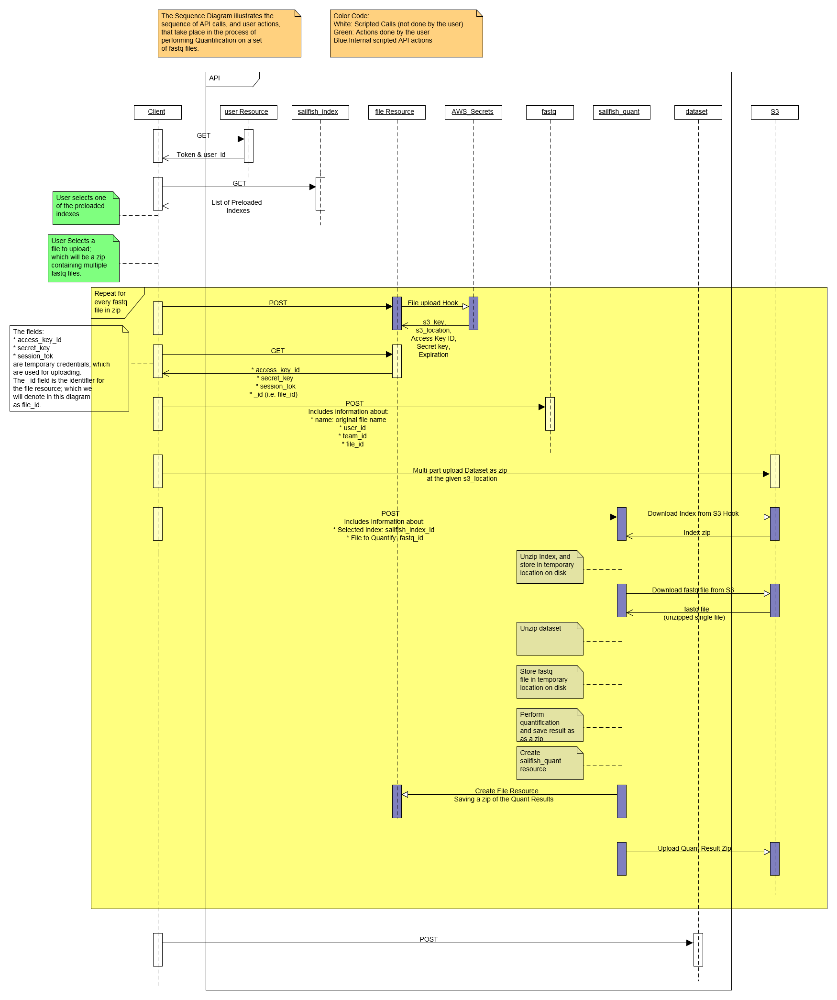 The Sequence Diagram illustrates the
sequence of API calls, and user actions,
that take place in the process of
performing Quantification on a set
of fastq files.
Color Code:
White: Scripted Calls (not done by the user)
Green: Actions done by the user
Blue:Internal scripted API actions
API
Client
user Resource
sailfish_index
file Resource
AWS_Secrets
fastq
sailfish_quant
dataset
S3
GET
Token & user_id
GET
List of Preloaded
Indexes
User selects one
of the preloaded
indexes
User Selects a
file to upload;
which will be a zip
containing multiple
fastq files.
Repeat for
every fastq
file in zip
POST
File upload Hook
s3_key,
s3_location,
Access Key ID,
Secret key,
Expiration
The fields:
* access_key_id
* secret_key
* session_tok
are temporary credentials; which
are used for uploading.
The _id field is the identifier for
the file resource; which we
will denote in this diagram
as file_id.
GET
* access_key_id
* secret_key
* session_tok
* _id (i.e. file_id)
POST
Includes information about:
* name: original file name
* user_id
* team_id
* file_id
Multi-part upload Dataset as zip
at the given s3_location
POST
Includes Information about:
* Selected index: sailfish_index_id
* File to Quantify: fastq_id
Download Index from S3 Hook
Index zip
Unzip Index, and
store in temporary
location on disk
Download fastq file from S3
fastq file
(unzipped single file)
Unzip dataset
Store fastq
file in temporary
location on disk
Perform
quantification
and save result as
as a zip
Create
sailfish_quant
resource
Create File Resource
Saving a zip of the Quant Results
Upload Quant Result Zip
POST